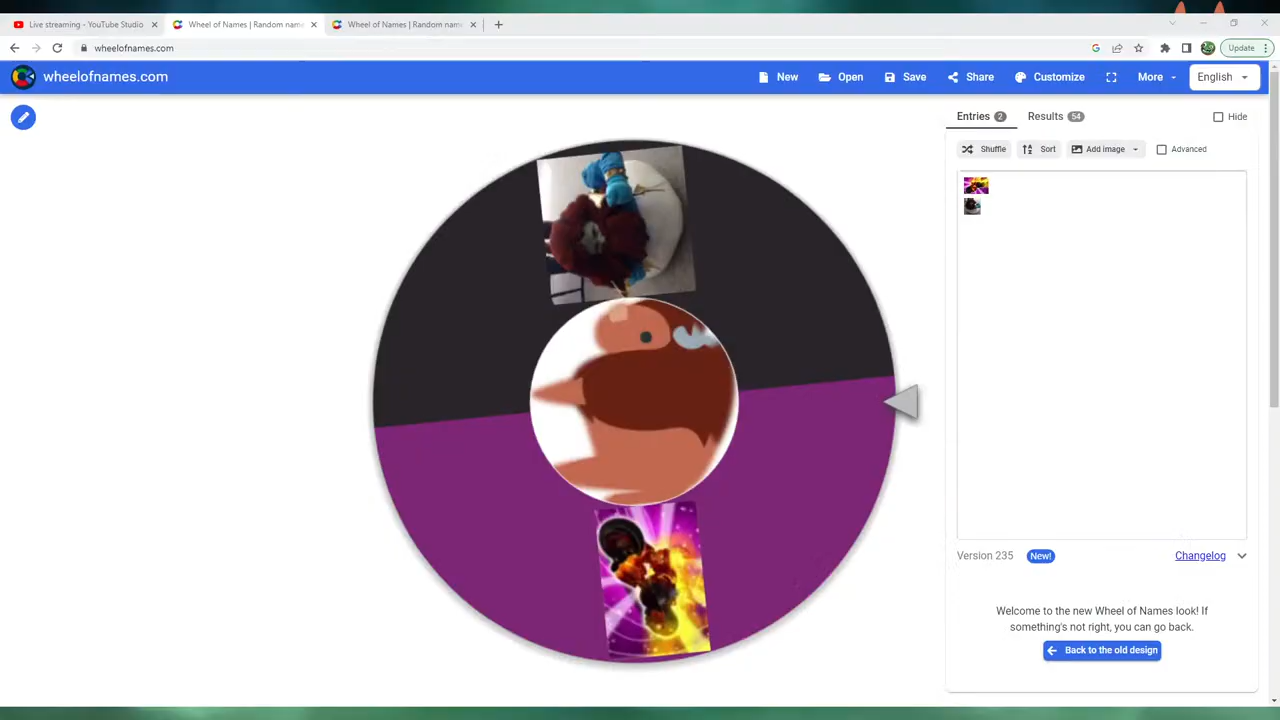 Live streaming - YouTube Studio
Wheel of Names | Random name
Wheel of Names | Random name
wheelofnames.com
Update
wheelofnames.com
New
Open
Save
Share
Customize
More
English
Entries 2
Results 54
Hide
Shuffle
Sort
Add image
Advanced
Version 235
New!
Changelog
Welcome to the new Wheel of Names look! If
something's not right, you can go back.
Back to the old design